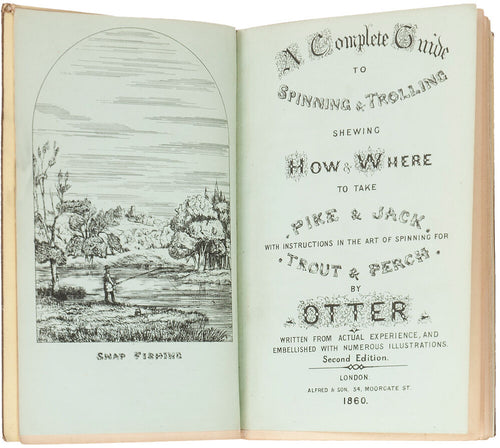 SNAP FISHING
A Complete Guide
TO
SPINNING & TROLLING
SHEWING
HOW & WHERE
TO TAKE
PIKE & JACK,
WITH INSTRUCTIONS IN THE ART OF SPINNING FOR
TROUT & PERCH
BY
OTTER
WRITTEN FROM ACTUAL EXPERIENCE, AND
EMBELLISHED WITH NUMEROUS ILLUSTRATIONS.
Second Edition.
LONDON.
ALFRED & SON. 54, MOORGATE ST.
1860.